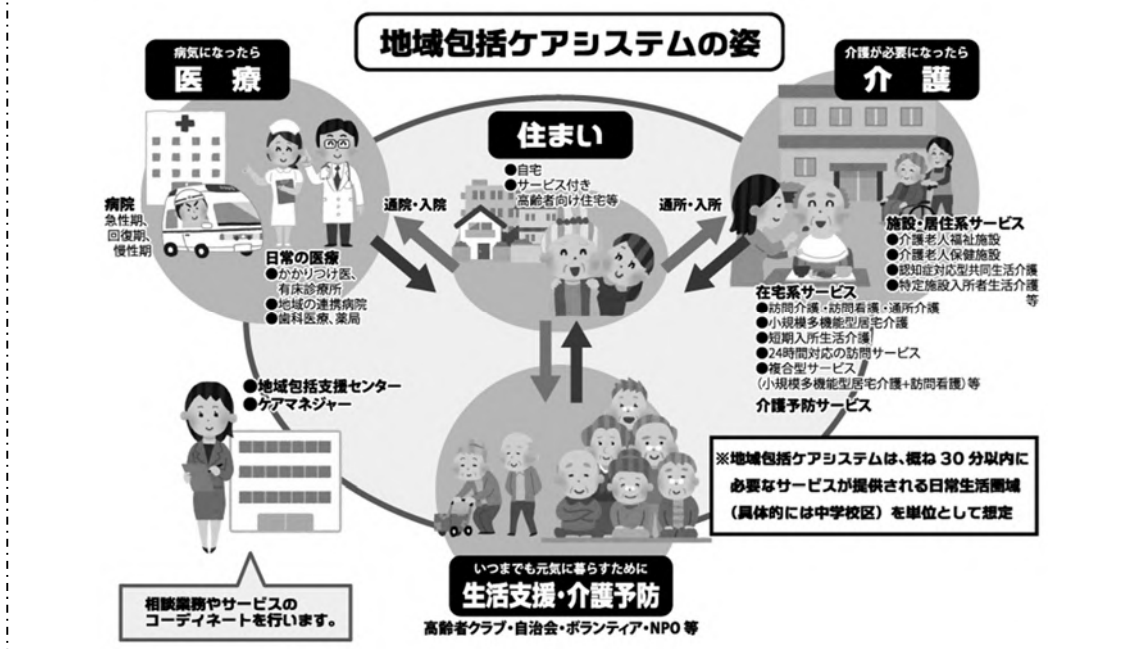 地域包括ケアシステムの姿
病気になったら
医療
介護が必要になったら
介護
住まい
●自宅
●サービス付き
高齢者向け住宅等
病院
急性期、
回復期、
慢性期
通院・入院
通所・入所
日常の医療
●かかりつけ医、
有床診療所
●地域の連携病院
●歯科医療、薬局
施設・居住系サービス
●介護老人福祉施設
●介護老人保健施設
●認知症対応型共同生活介護
●特定施設入所者生活介護
等
在宅系サービス
●訪問介護・訪問看護・通所介護
●小規模多機能型居宅介護
●短期入所生活介護
●24時間対応の訪問サービス
●複合型サービス
(小規模多機能型居宅介護+訪問看護)等
介護予防サービス
●地域包括支援センター
●ケアマネジャー
※地域包括ケアシステムは、概ね30分以内に
必要なサービスが提供される日常生活圏域
(具体的には中学校区)を単位として想定
相談業務やサービスの
コーディネートを行います。
いつまでも元気に暮らすために
生活支援・介護予防
高齢者クラブ・自治会・ボランティア・NPO 等